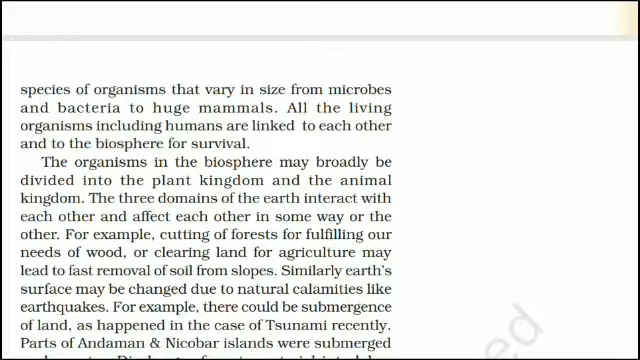 species of organisms that vary in size from microbes
and bacteria to huge mammals. All the living
organisms including humans are linked to each other
and to the biosphere for survival.
The organisms in the biosphere may broadly be
divided into the plant kingdom and the animal
kingdom. The three domains of the earth interact with
each other and affect each other in some way or the
other. For example, cutting of forests for fulfilling our
needs of wood, or clearing land for agriculture may
lead to fast removal of soil from slopes. Similarly earth's
surface may be changed due to natural calamities like
earthquakes. For example, there could be submergence
of land, as happened in the case of Tsunami recently.
Parts of Andaman & Nicobar islands were submerged